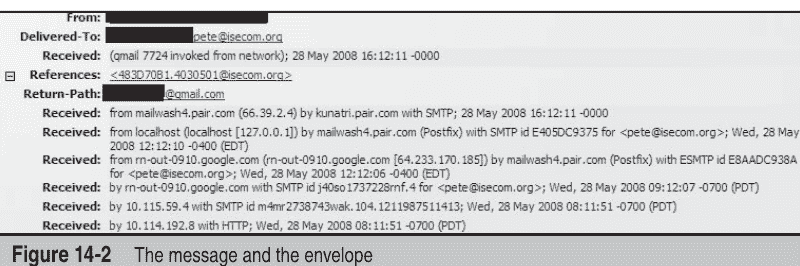 From:
Delivered-To: pete@isecom.org
Received: (qmail 7724 invoked from network); 28 May 2008 16:12:11 -0000
References: <483D70B1.4030501@isecom.org>
Return-Path: @gmail.com
Received: from mailwash4.pair.com (66.39.2.4) by kunatri.pair.com with SMTP; 28 May 2008 16:12:11 -0000
Received: from localhost (localhost [127.0.0.1]) by mailwash4.pair.com (Postfix) with SMTP id E405DC9375 for <pete@isecom.org>; Wed, 28 May
2008 12:12:10 -0400 (EDT)
Received: from rn-out-0910.google.com (rn-out-0910.google.com [64.233.170.185]) by mailwash4.pair.com (Postfix) with ESMTP id E8AADC938A
for <pete@isecom.org>; Wed, 28 May 2008 12:12:06 -0400 (EDT)
Received: by rn-out-0910.google.com with SMTP id j40so1737228rnf.4 for <pete@isecom.org>; Wed, 28 May 2008 09:12:07 -0700 (PDT)
Received: by 10.115.59.4 with SMTP id m4mr2738743wak.104.1211987511413; Wed, 28 May 2008 08:11:51 -0700 (PDT)
Received: by 10.114.192.8 with HTTP; Wed, 28 May 2008 08:11:51 -0700 (PDT)
Figure 14-2 The message and the envelope